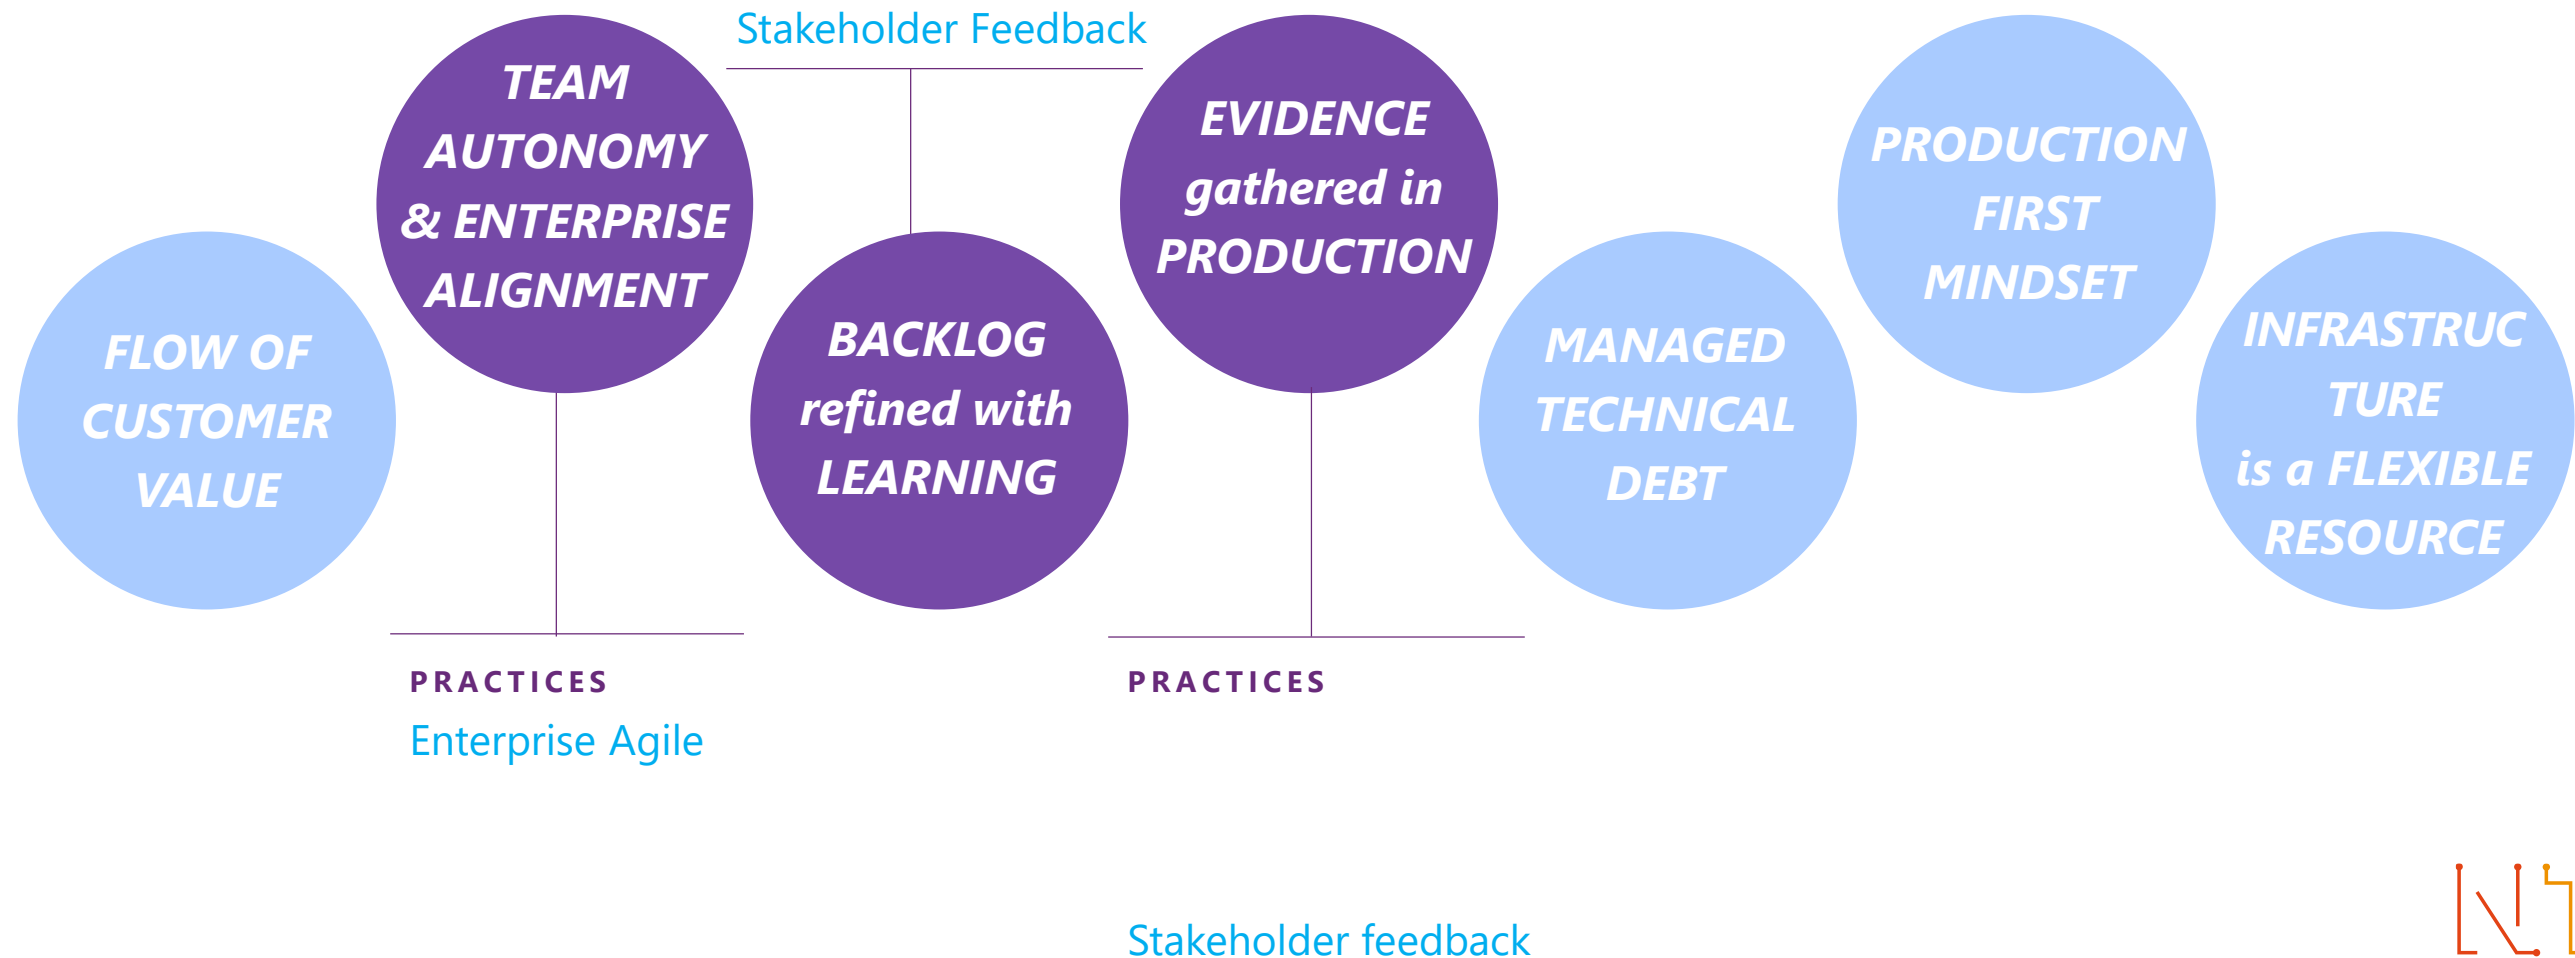 Stakeholder Feedback
FLOW OF
CUSTOMER
VALUE
TEAM
AUTONOMY
& ENTERPRISE
ALIGNMENT
BACKLOG
refined with
LEARNING
EVIDENCE
gathered in
PRODUCTION
MANAGED
TECHNICAL
DEBT
PRODUCTION
FIRST
MINDSET
INFRASTRUC
TURE
is a FLEXIBLE
RESOURCE
PRACTICES
Enterprise Agile
PRACTICES
Stakeholder feedback